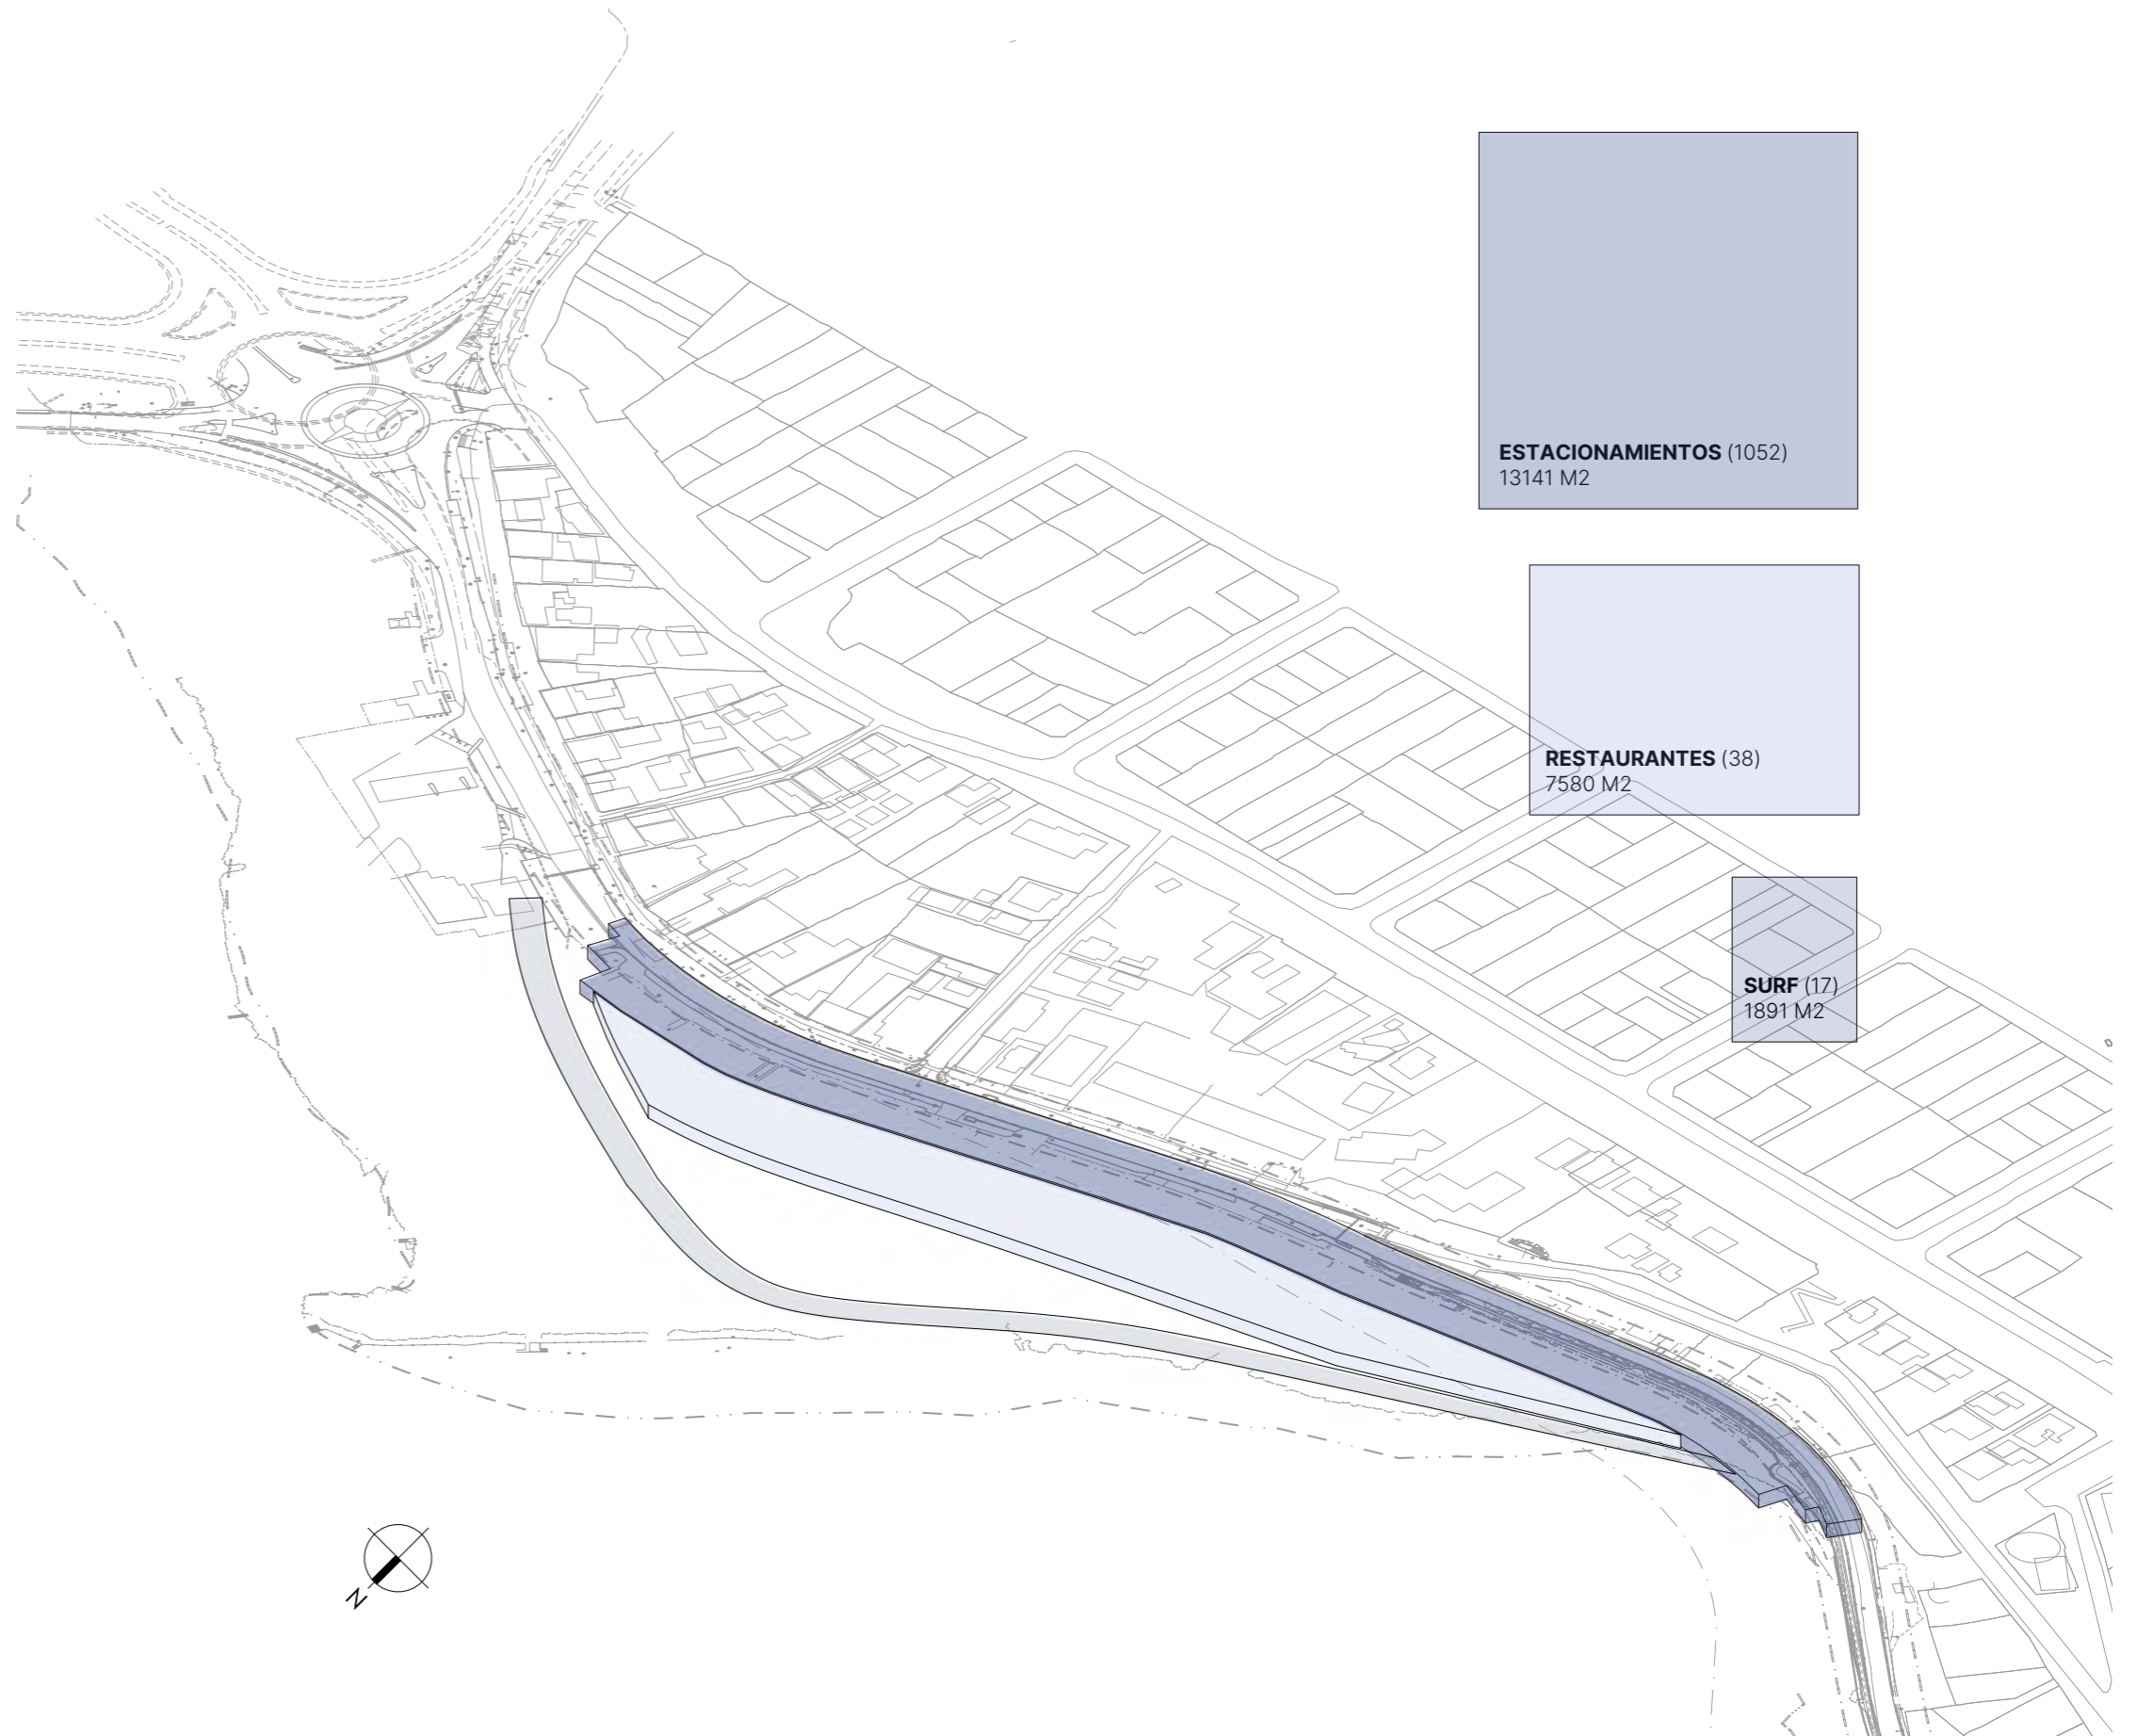 ESTACIONAMIENTOS (1052)
13141 M2
RESTAURANTES (38)
7580 M2
SURF (17)
1891 M2
N